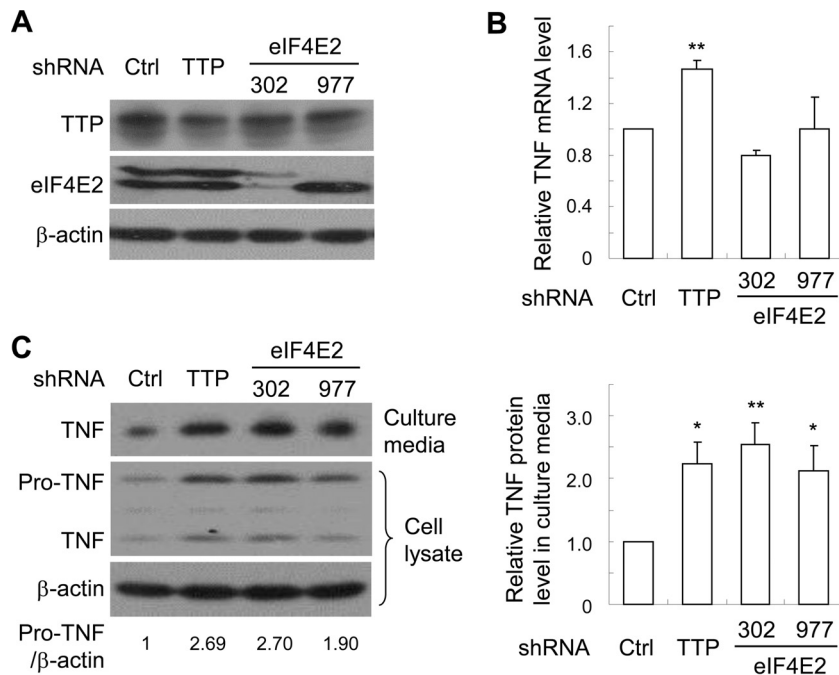 A
shRNA Ctrl TTP eIF4E2
302 977
TTP
eIF4E2
β-actin
B
Relative TNF mRNA level
1.6
1.2
0.8
0.4
0
**
shRNA Ctrl TTP 302 977
eIF4E2
C
shRNA Ctrl TTP eIF4E2
302 977
TNF
Culture
media
Pro-TNF
TNF
Cell
lysate
β-actin
Pro-TNF
/β-actin
1 2.69 2.70 1.90
Relative TNF protein
level in culture media
3.0
2.0
1.0
0
* ** *
shRNA Ctrl TTP 302 977
eIF4E2